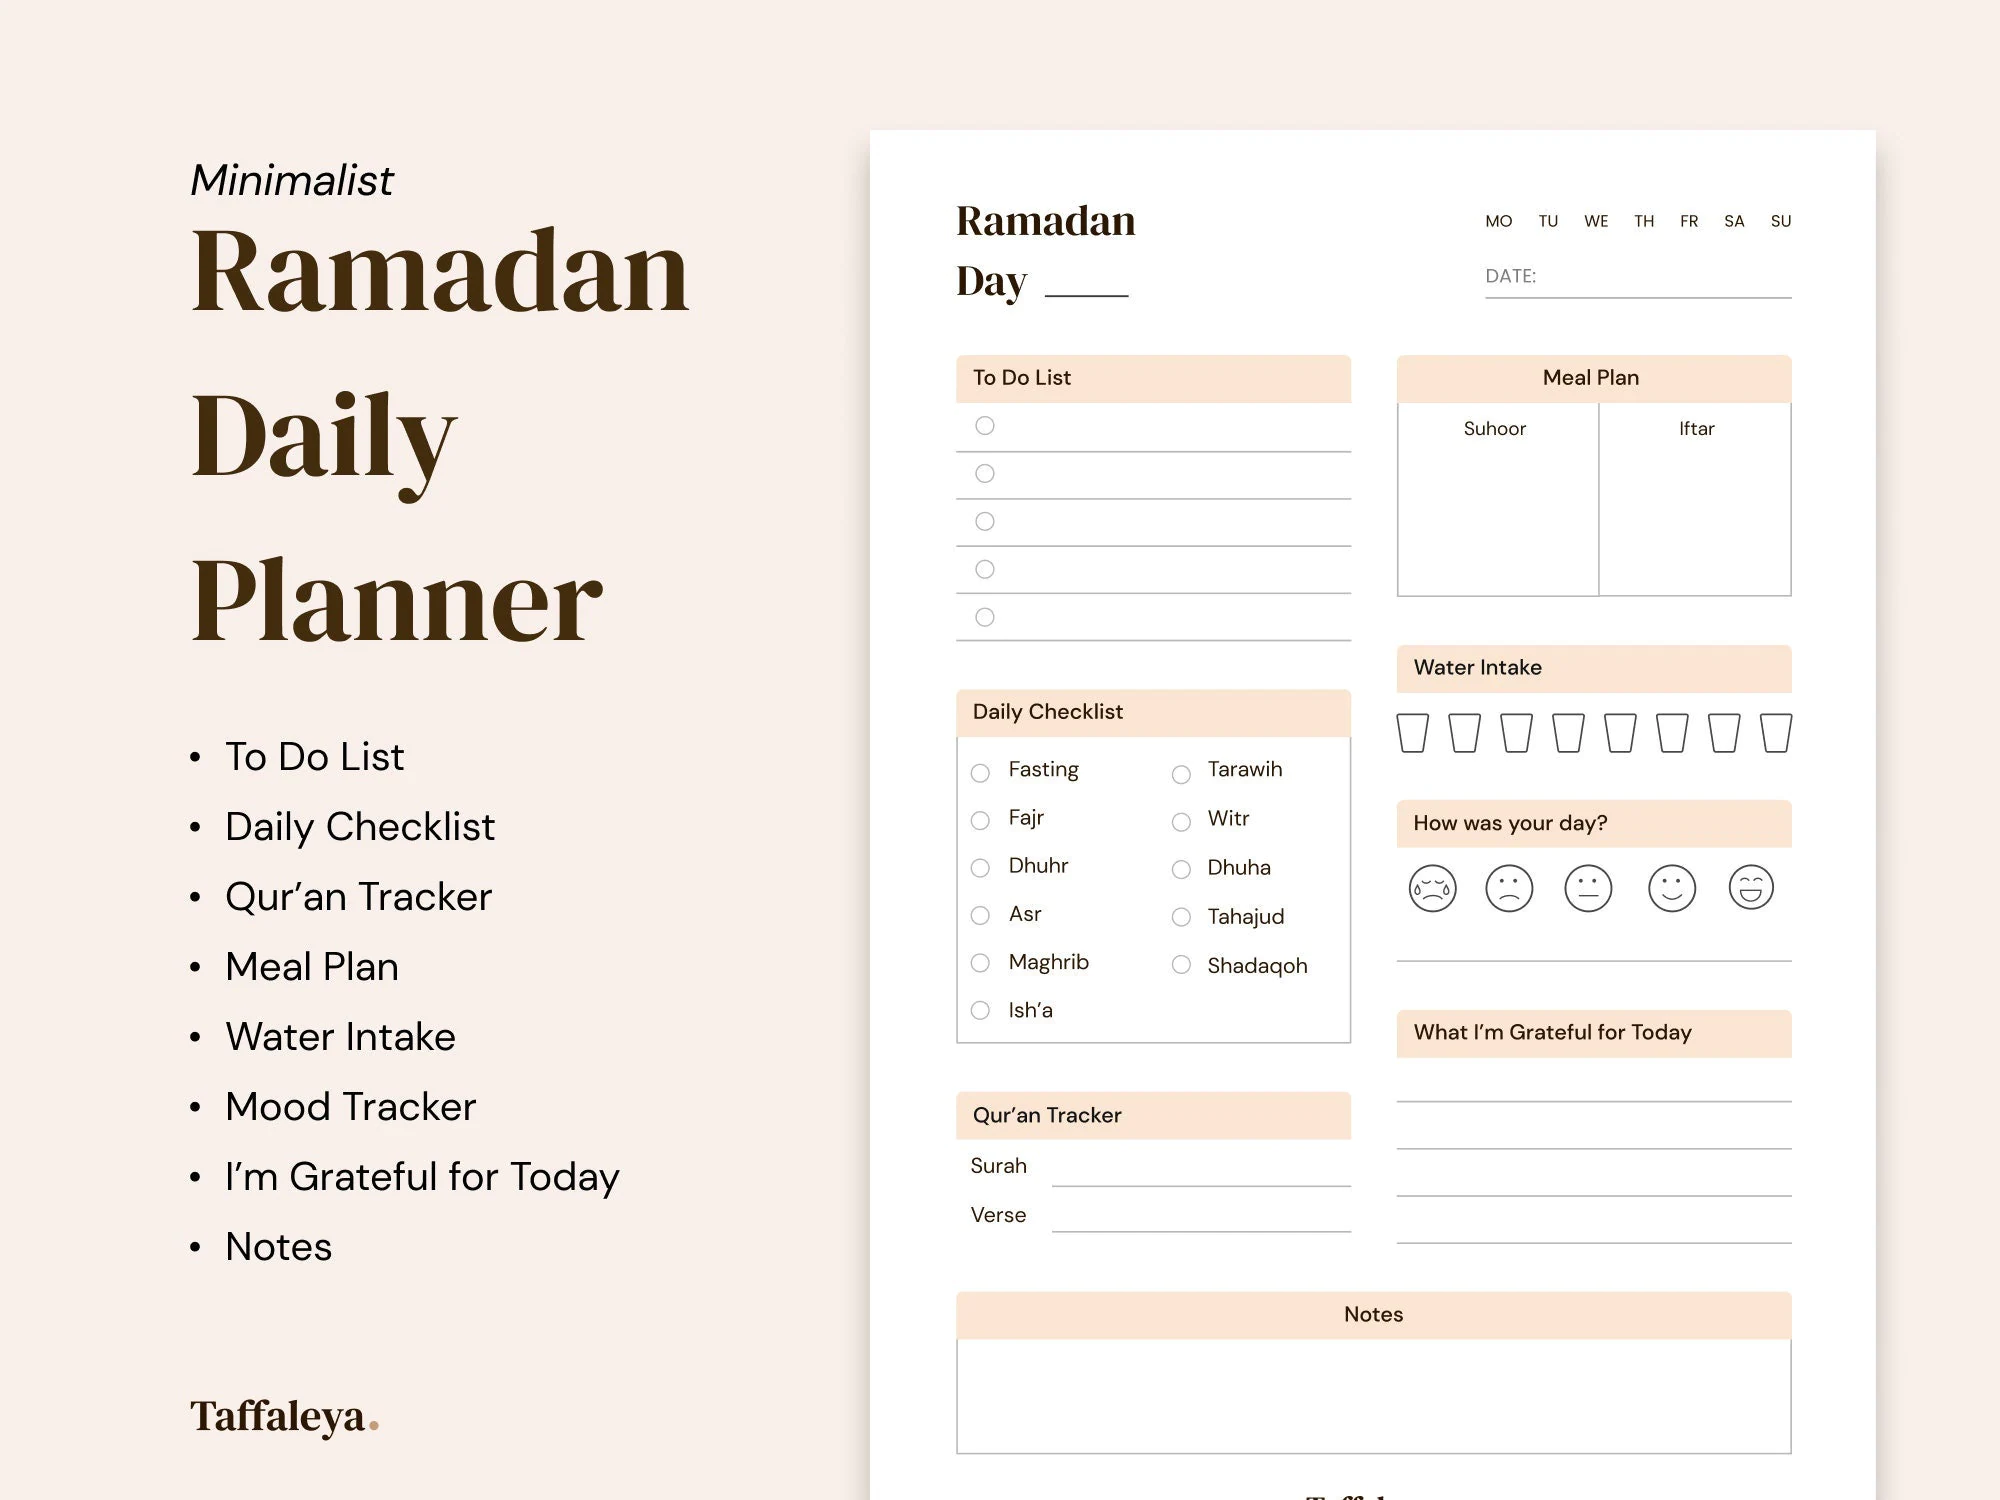 Minimalist
Ramadan
Daily
Planner
• To Do List
• Daily Checklist
• Qur’an Tracker
• Meal Plan
• Water Intake
• Mood Tracker
• I’m Grateful for Today
• Notes
Taffaleya.
Ramadan
Day ____
MO TU WE TH FR SA SU
DATE:
To Do List
Daily Checklist
Fasting
Fajr
Dhuhr
Asr
Maghrib
Ish’a
Tarawih
Witr
Dhuha
Tahajud
Shadaqoh
Qur’an Tracker
Surah
Verse
Meal Plan
Suhoor Iftar
Water Intake
How was your day?
What I’m Grateful for Today
Notes